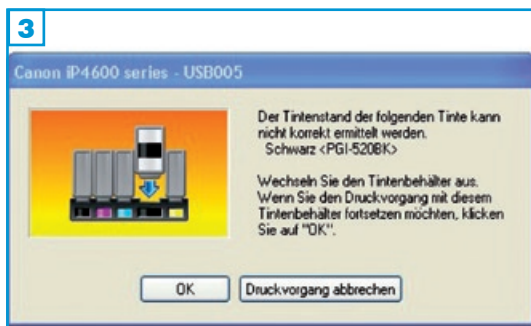 3
Canon iP4600 series - USB005
Der Tintenstand der folgenden Tinte kann
nicht korrekt ermittelt werden.
Schwarz <PGI-520BK>
Wechseln Sie den Tintenbehälter aus.
Wenn Sie den Druckvorgang mit diesem
Tintenbehälter fortsetzen möchten, klicken
Sie auf "OK".
OK
Druckvorgang abbrechen